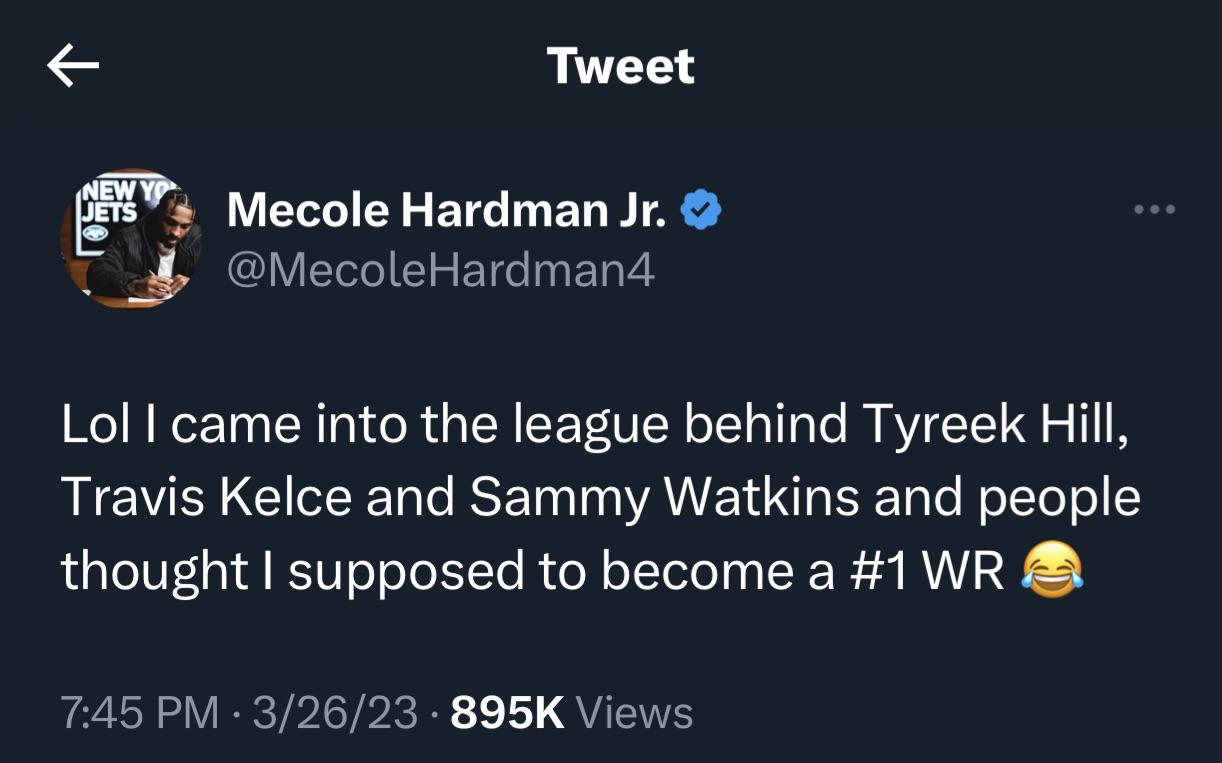 Tweet
NEW YO
JETS
Mecole Hardman Jr.
@MecoleHardman4
Lol I came into the league behind Tyreek Hill,
Travis Kelce and Sammy Watkins and people
thought I supposed to become a #1 WR 😂
7:45 PM · 3/26/23 · 895K Views